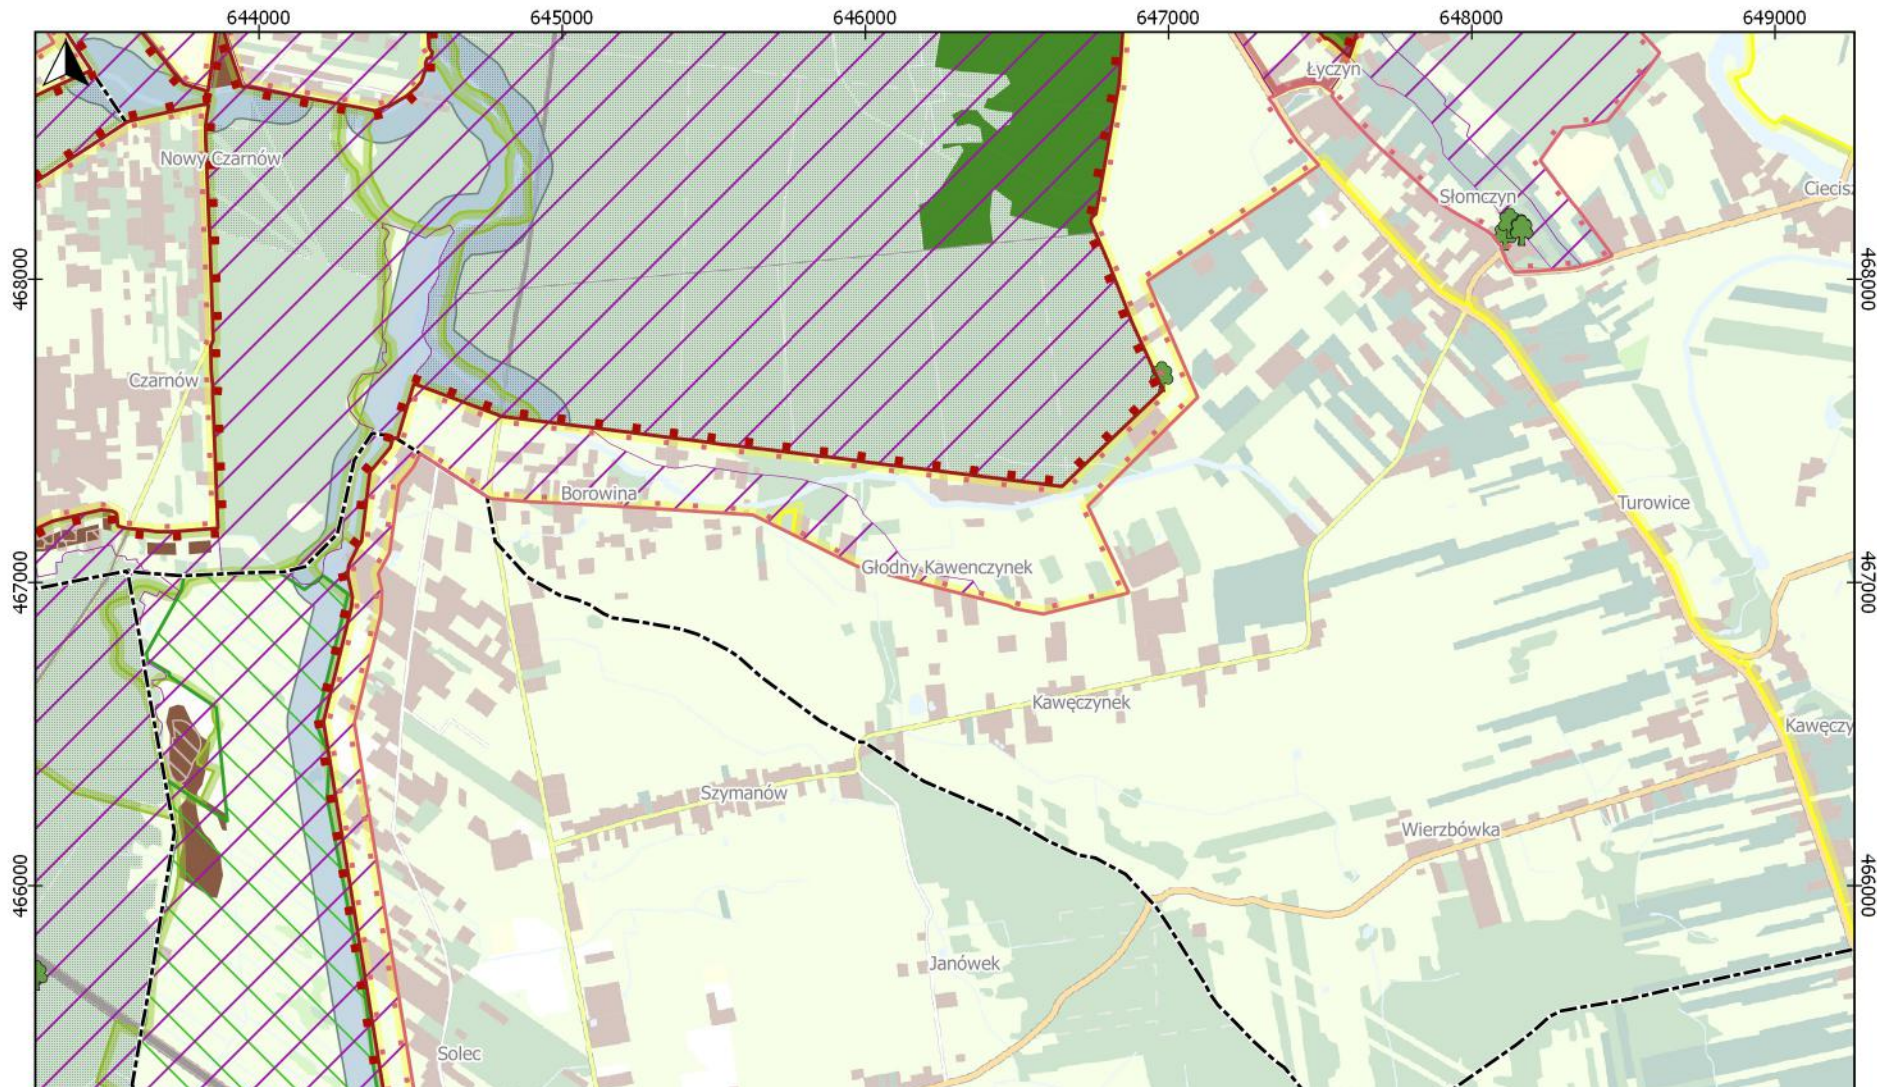 644000 645000 646000 647000 648000 649000
Łyczyn
Nowy Czarnów
Słomczyn
Ciecisz
468000 468000
Czarnów
Borowina
Turowice
Głodny Kawenczynek
467000 467000
Kawęczynek
Kawęczy
Szymanów
Wierzbówka
466000 466000
Janówek
Solec